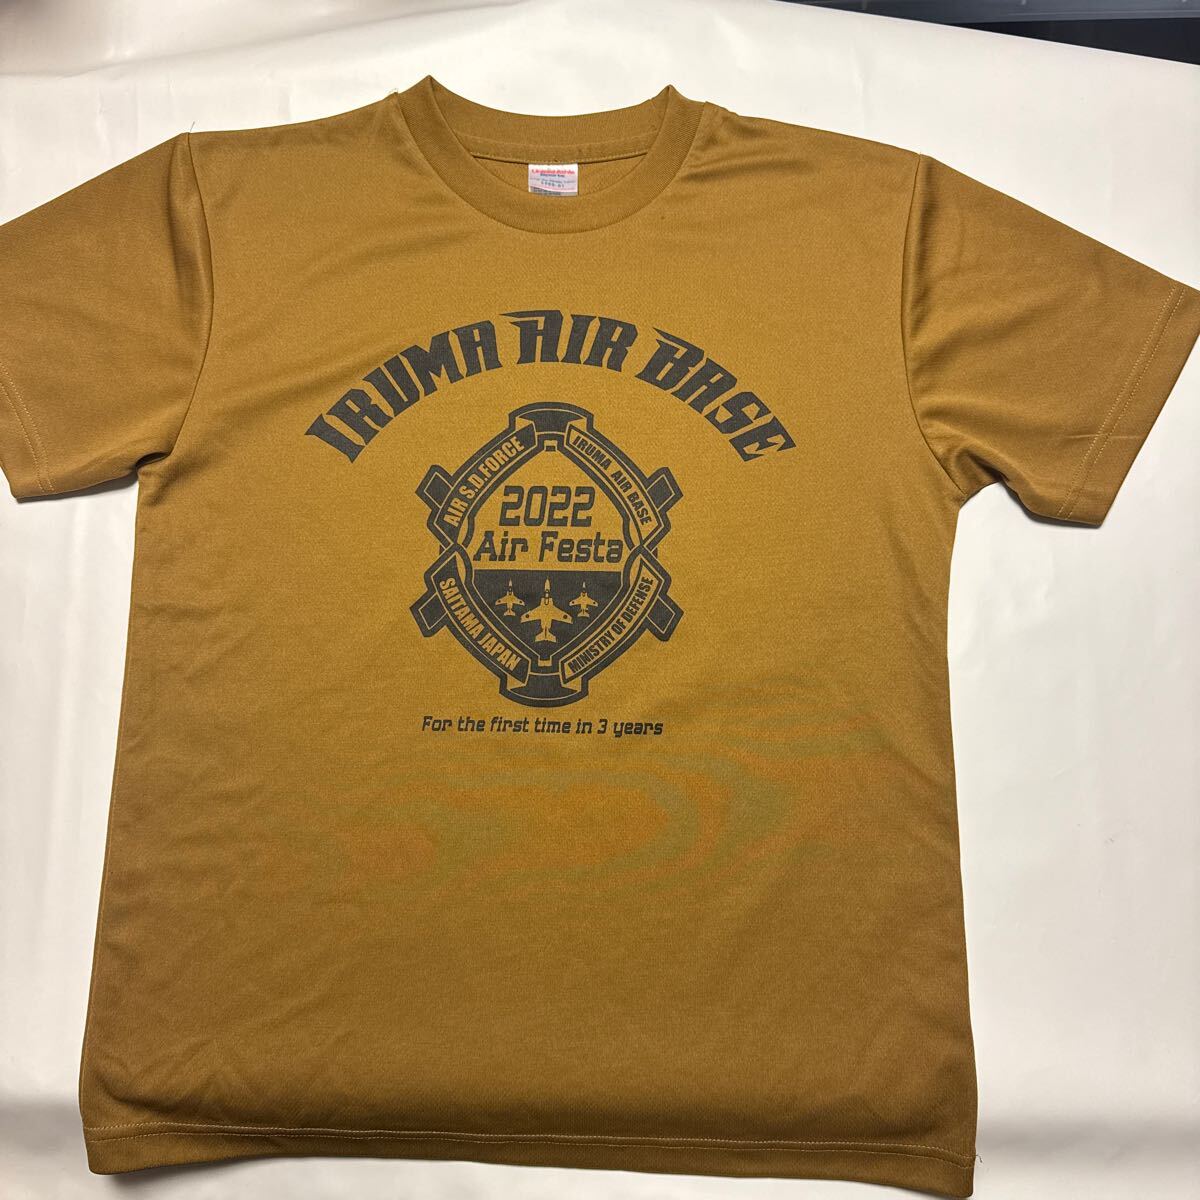 IRUMA AIR BASE
AIR S.D.FORCE
IRUMA AIR BASE
2022
Air Festa
SAITAMA JAPAN
MINISTRY OF DEFENSE
For the first time in 3 years